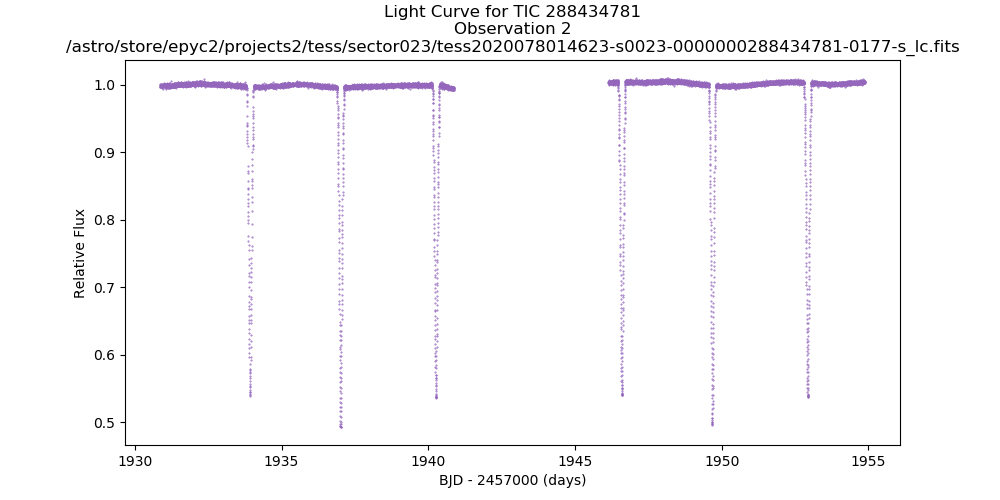 Light Curve for TIC 288434781
Observation 2
/astro/store/epyc2/projects2/tess/sector023/tess2020078014623-s0023-0000000288434781-0177-s_lc.fits
1.0
0.9
0.8
0.7
0.6
0.5
Relative Flux
1930
1935
1940
1945
1950
1955
BJD - 2457000 (days)